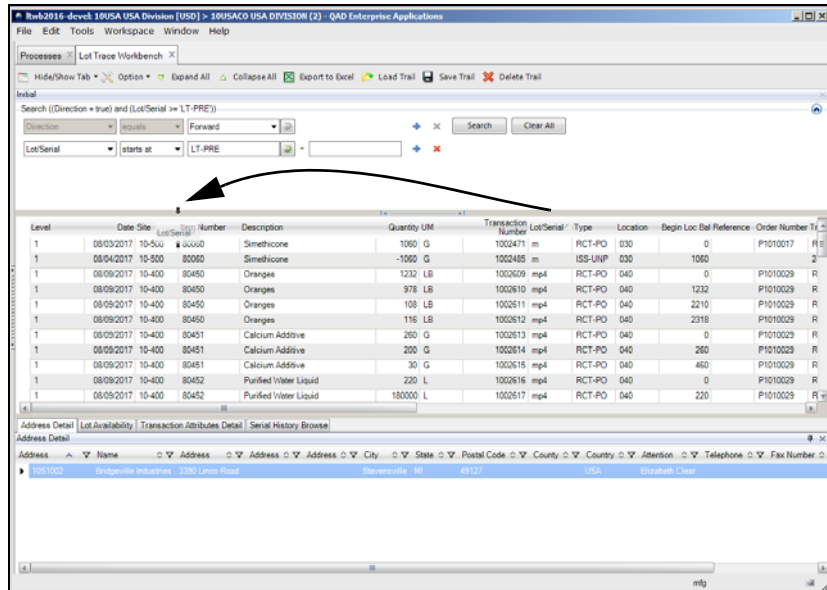 ltwb2016-devel: 10USA USA Division [USD] > 10USACO USA DIVISION (2) - QAD Enterprise Applications
File Edit Tools Workspace Window Help
Processes Lot Trace Workbench
Hide/Show Tab Option Expand All Collapse All Export to Excel Load Trail Save Trail Delete Trail
Initial
Search ((Direction = true) and (Lot/Serial >= 'LT-PRE'))
Direction equals Forward Search Clear All
Lot/Serial starts at LT-PRE -
Level Date Site Item Number Description Quantity UM Transaction Number Lot/Serial Type Location Begin Loc Bal Reference Order Number Tr
Lot/Serial
1 08/03/2017 10-500 80060 Simethicone 1060 G 1002471 m RCT-PO 030 0 P1010017 R
1 08/04/2017 10-500 80060 Simethicone -1060 G 1002485 m ISS-UNP 030 1060 2
1 08/09/2017 10-400 80450 Oranges 1232 LB 1002609 mp4 RCT-PO 040 0 P1010029 R
1 08/09/2017 10-400 80450 Oranges 978 LB 1002610 mp4 RCT-PO 040 1232 P1010029 R
1 08/09/2017 10-400 80450 Oranges 108 LB 1002611 mp4 RCT-PO 040 2210 P1010029 R
1 08/09/2017 10-400 80450 Oranges 116 LB 1002612 mp4 RCT-PO 040 2318 P1010029 R
1 08/09/2017 10-400 80451 Calcium Additive 260 G 1002613 mp4 RCT-PO 040 0 P1010029 R
1 08/09/2017 10-400 80451 Calcium Additive 200 G 1002614 mp4 RCT-PO 040 260 P1010029 R
1 08/09/2017 10-400 80451 Calcium Additive 30 G 1002615 mp4 RCT-PO 040 460 P1010029 R
1 08/09/2017 10-400 80452 Purified Water Liquid 220 L 1002616 mp4 RCT-PO 040 0 P1010029 R
1 08/09/2017 10-400 80452 Purified Water Liquid 180000 L 1002617 mp4 RCT-PO 040 220 P1010029 R
Address Detail Lot Availability Transaction Attributes Detail Serial History Browse
Address Detail
Address Name Address Address Address City State Postal Code County Country Attention Telephone Fax Number
10S1002 Bridgeville Industries 3390 Linco Road Stevensville MI 49127 USA Elizabeth Clear
mfg